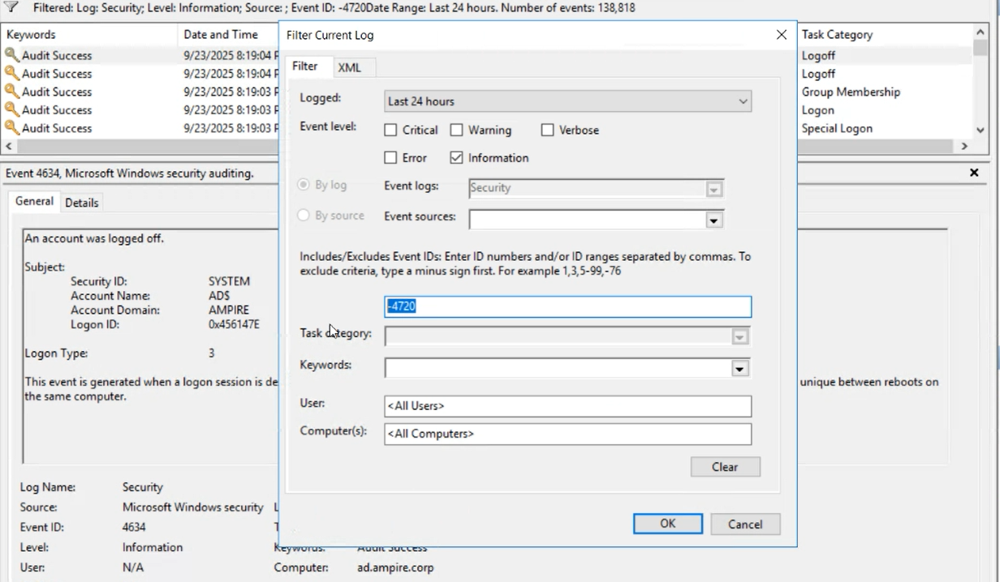 Filtered: Log: Security; Level: Information; Source: ; Event ID: -4720Date Range: Last 24 hours. Number of events: 138,818
Keywords Date and Time Task Category
Audit Success 9/23/2025 8:19:04 Logoff
Audit Success 9/23/2025 8:19:04 Logoff
Audit Success 9/23/2025 8:19:03 Group Membership
Audit Success 9/23/2025 8:19:03 Logon
Audit Success 9/23/2025 8:19:03 Special Logon
Event 4634, Microsoft Windows security auditing.
General Details
An account was logged off.
Subject:
Security ID: SYSTEM
Account Name: AD$
Account Domain: AMPIRE
Logon ID: 0x456147E
Logon Type: 3
This event is generated when a logon session is de unique between reboots on
the same computer.
Log Name: Security
Source: Microsoft Windows security
Event ID: 4634
Level: Information Keywords: Audit Success
User: N/A Computer: ad.ampire.corp
Filter Current Log
Filter XML
Logged: Last 24 hours
Event level: Critical Warning Verbose
Error Information
By log Event logs: Security
By source Event sources:
Includes/Excludes Event IDs: Enter ID numbers and/or ID ranges separated by commas. To
exclude criteria, type a minus sign first. For example 1,3,5-99,-76
-4720
Task category:
Keywords:
User: <All Users>
Computer(s): <All Computers>
Clear
OK Cancel